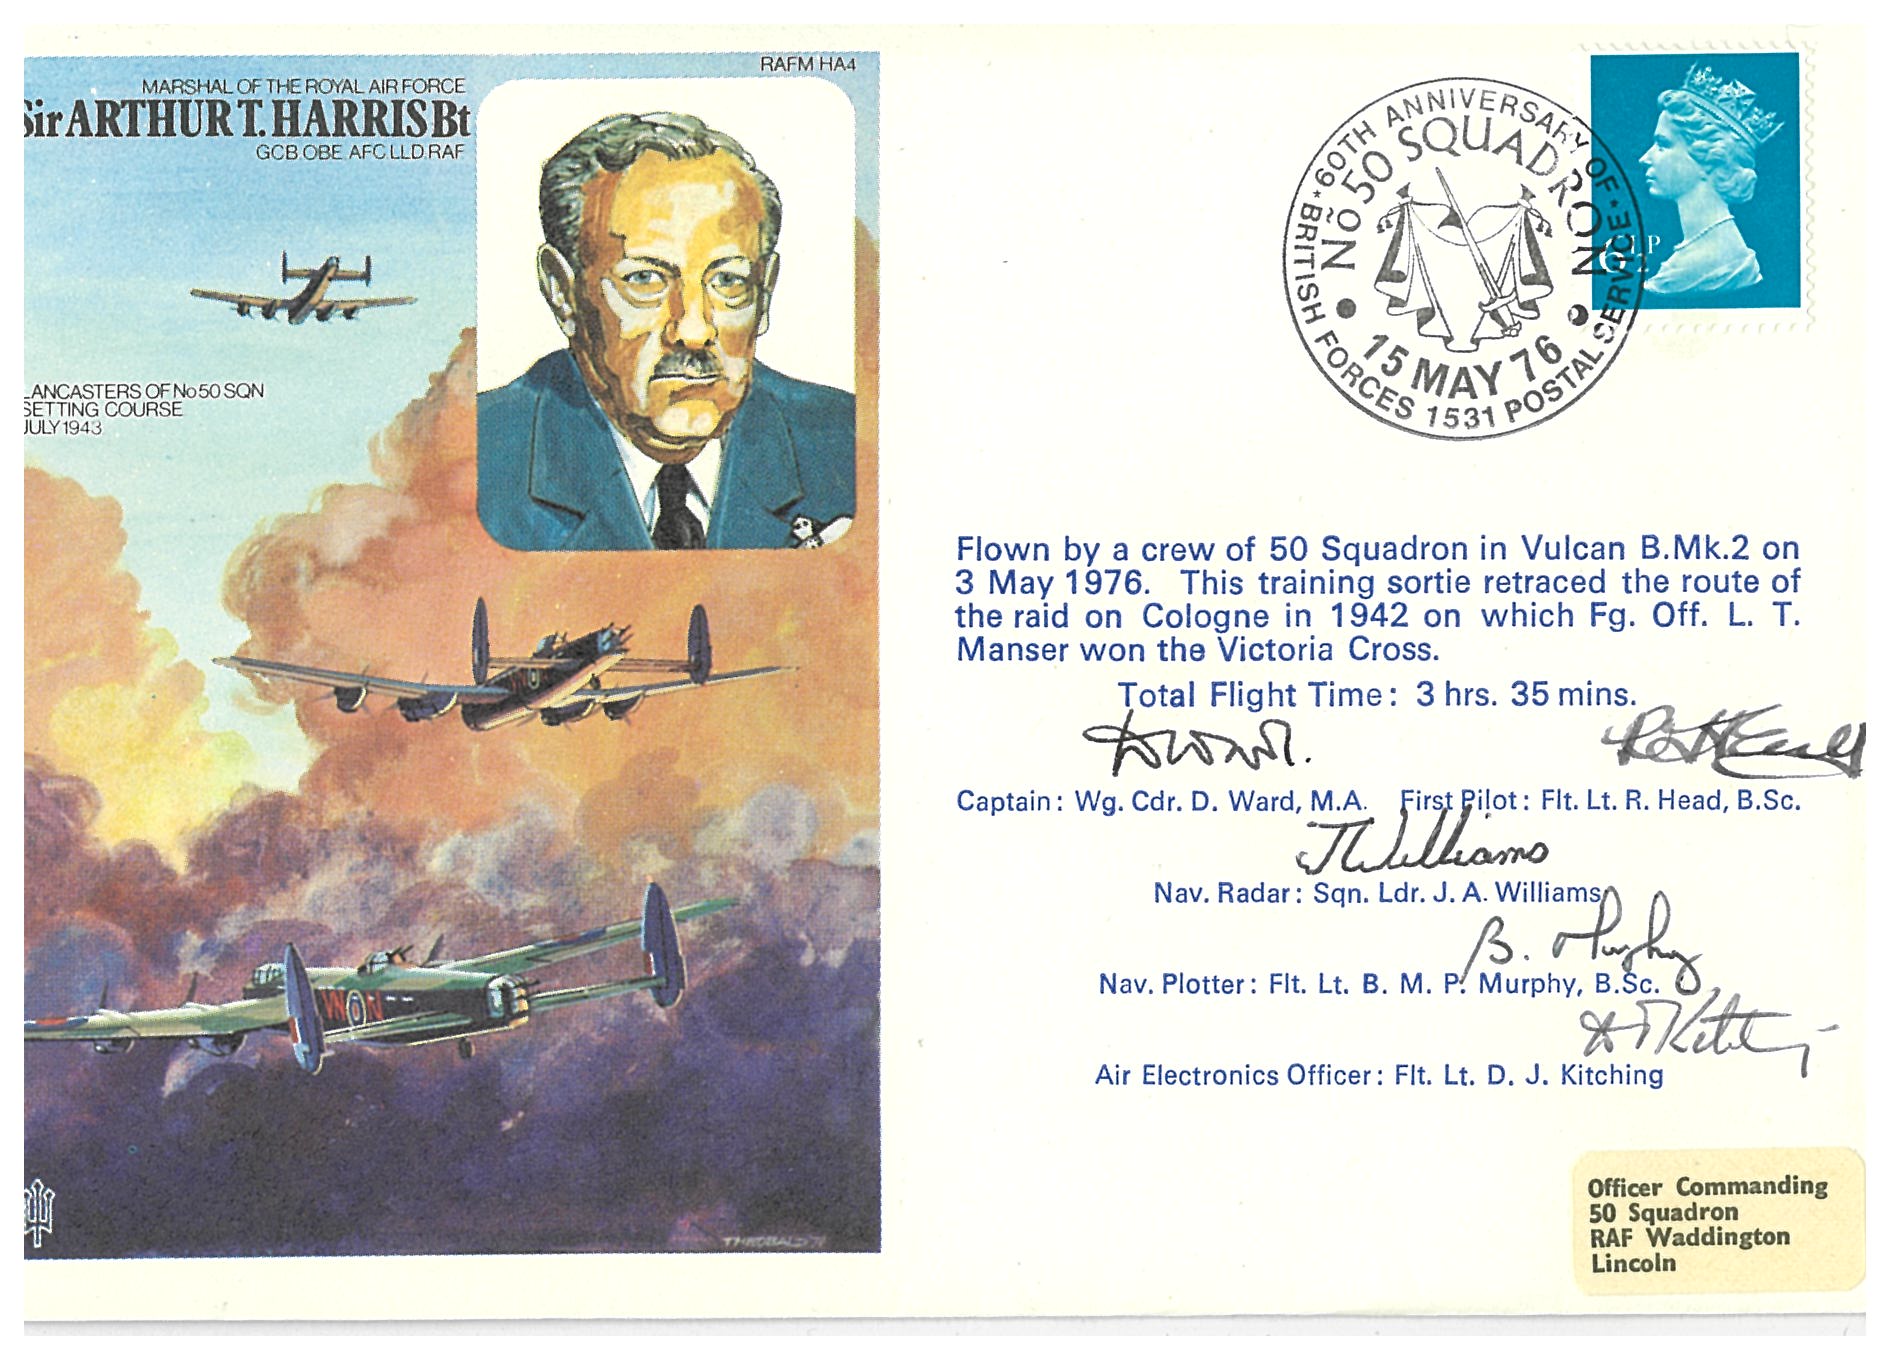 RAFM HA4
MARSHAL OF THE ROYAL AIR FORCE
Sir ARTHUR T. HARRIS Bt
GCB OBE AFC LLD RAF
LANCASTERS OF No 50 SQN
SETTING COURSE
JULY 1943
THEOBALD
VN N
60TH ANNIVERSARY OF
No 50 SQUADRON
15 MAY 76
BRITISH FORCES 1531 POSTAL SERVICE
6½P
Flown by a crew of 50 Squadron in Vulcan B.Mk.2 on
3 May 1976. This training sortie retraced the route of
the raid on Cologne in 1942 on which Fg. Off. L. T.
Manser won the Victoria Cross.
Total Flight Time: 3 hrs. 35 mins.
Captain: Wg. Cdr. D. Ward, M.A. First Pilot: Flt. Lt. R. Head, B.Sc.
J Williams
Nav. Radar: Sqn. Ldr. J. A. Williams
B. Murphy
Nav. Plotter: Flt. Lt. B. M. P. Murphy, B.Sc.
D J Kitching
Air Electronics Officer: Flt. Lt. D. J. Kitching
Officer Commanding
50 Squadron
RAF Waddington
Lincoln